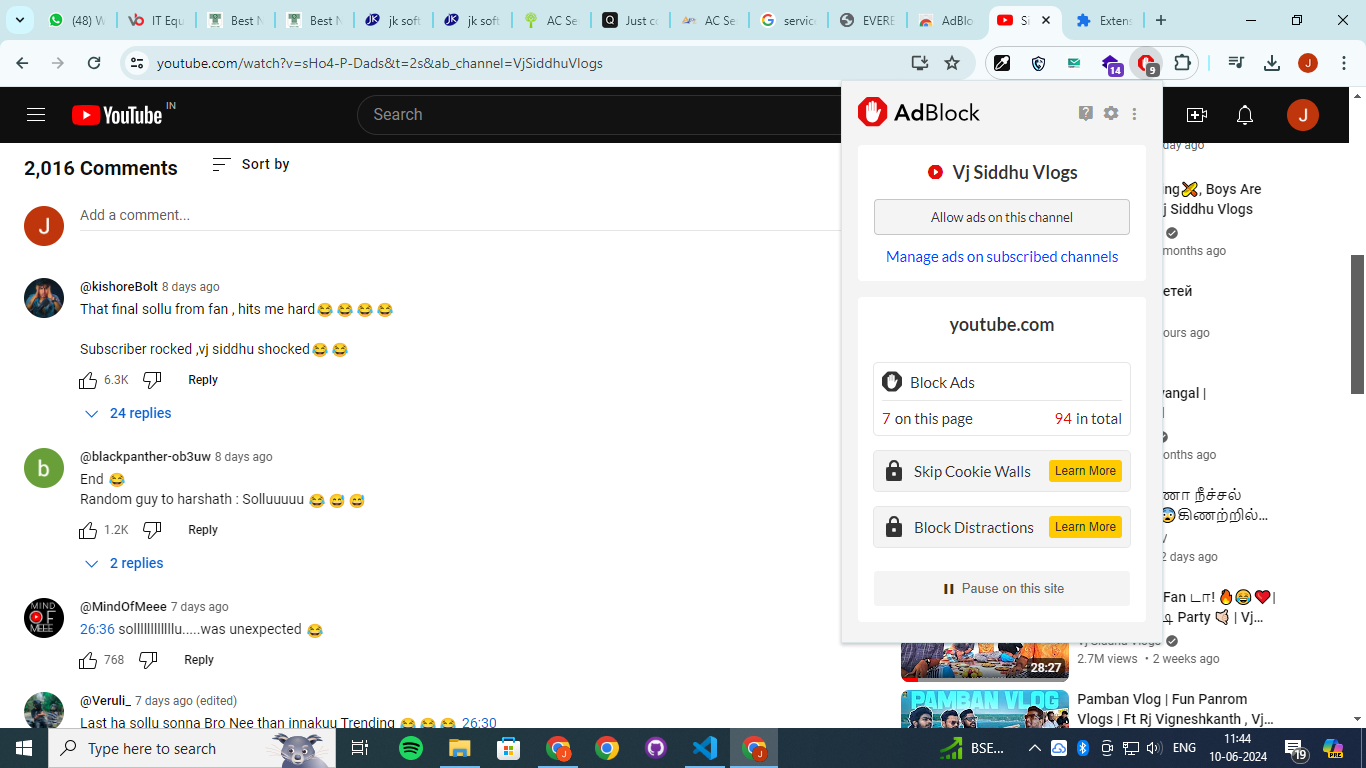 (48) W
IT Equ
Best N
Best N
jk soft
jk soft
AC Se
Just co
AC Se
service
EVERE
AdBlo
Si
Extens
youtube.com/watch?v=sHo4-P-Dads&t=2s&ab_channel=VjSiddhuVlogs
14
9
J
YouTube IN
Search
J
2,016 Comments
Sort by
J
Add a comment...
@kishoreBolt 8 days ago
That final sollu from fan , hits me hard😂 😂 😂 😂
Subscriber rocked ,vj siddhu shocked😂 😂
6.3K
Reply
24 replies
b
@blackpanther-ob3uw 8 days ago
End 😂
Random guy to harshath : Solluuuuu 😂 😅 😅
1.2K
Reply
2 replies
MIND OF MEEE
@MindOfMeee 7 days ago
26:36 sollllllllllllu.....was unexpected 😂
768
Reply
@Veruli_ 7 days ago (edited)
Last ha sollu sonna Bro Nee than innakuu Trending 😂 😂 😂 26:30
AdBlock
Vj Siddhu Vlogs
Allow ads on this channel
Manage ads on subscribed channels
youtube.com
Block Ads
7 on this page
94 in total
Skip Cookie Walls
Learn More
Block Distractions
Learn More
Pause on this site
day ago
ng⚔️, Boys Are
j Siddhu Vlogs
months ago
етей
ours ago
vangal |
|
onths ago
ணா நீச்சல்
😨கிணற்றில்...
V
2 days ago
Fan டா! 🔥😂❤️|
டி Party 🤙🏻 | Vj...
Vj Siddhu Vlogs
2.7M views • 2 weeks ago
28:27
PAMBAN VLOG
Pamban Vlog | Fun Panrom
Vlogs | Ft Rj Vigneshkanth , Vj...
Type here to search
BSE...
ENG
11:44
10-06-2024
19
PRE